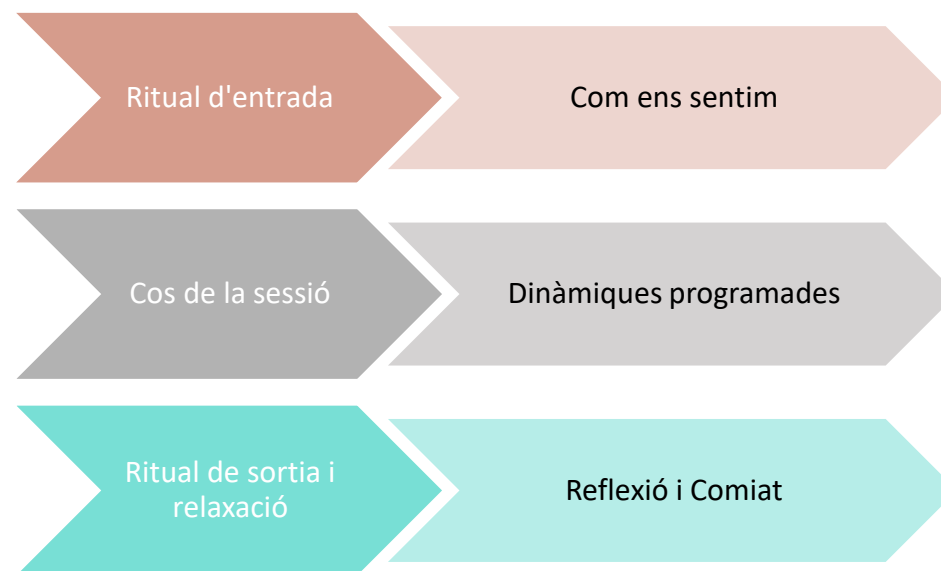 Ritual d'entrada
Com ens sentim
Cos de la sessió
Dinàmiques programades
Ritual de sortia i
relaxació
Reflexió i Comiat